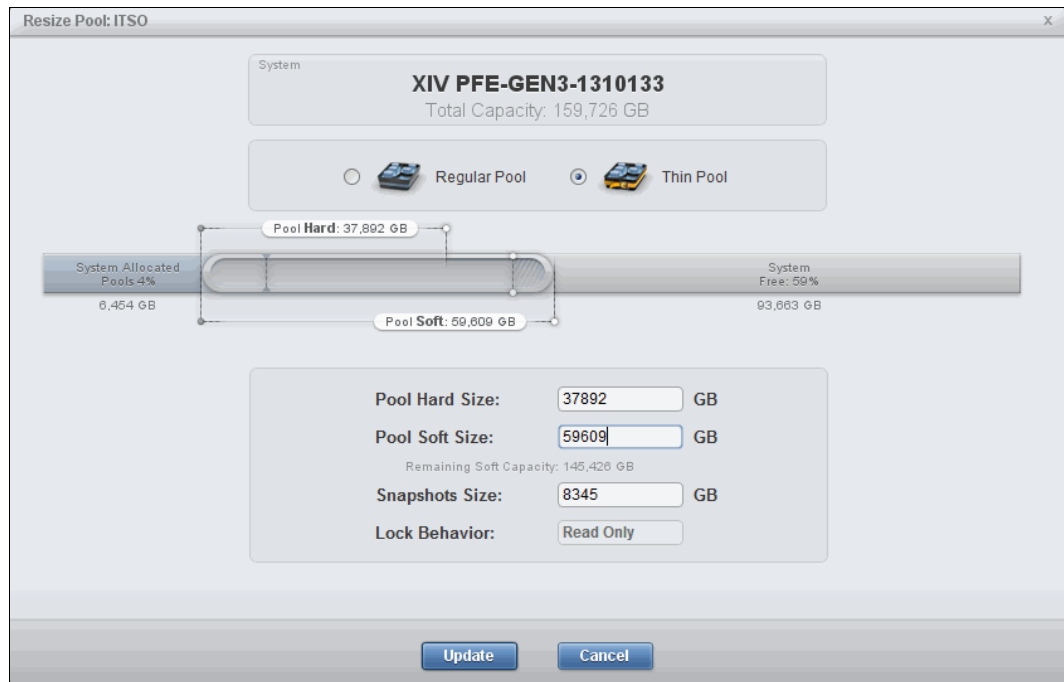 Resize Pool: ITSO
x
System
XIV PFE-GEN3-1310133
Total Capacity: 159,726 GB
Regular Pool
Thin Pool
Pool Hard: 37,892 GB
System Allocated
Pools 4%
System
Free: 59%
6,454 GB
93,663 GB
Pool Soft: 59,609 GB
Pool Hard Size: 37892 GB
Pool Soft Size: 59609 GB
Remaining Soft Capacity: 145,426 GB
Snapshots Size: 8345 GB
Lock Behavior: Read Only
Update
Cancel